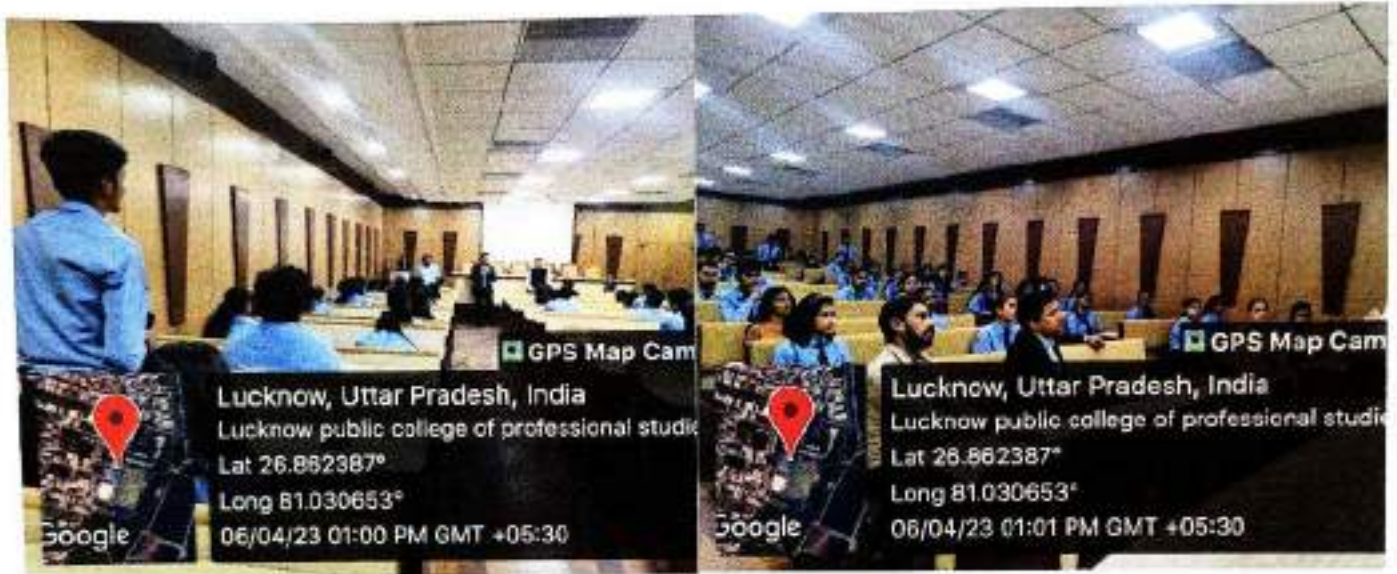 GPS Map Cam
Lucknow, Uttar Pradesh, India
Lucknow public college of professional studie
Lat 26.862387°
Long 81.030653°
06/04/23 01:00 PM GMT +05:30
Google
GPS Map Cam
Lucknow, Uttar Pradesh, India
Lucknow public college of professional studie
Lat 26.862387°
Long 81.030653°
06/04/23 01:01 PM GMT +05:30
Google